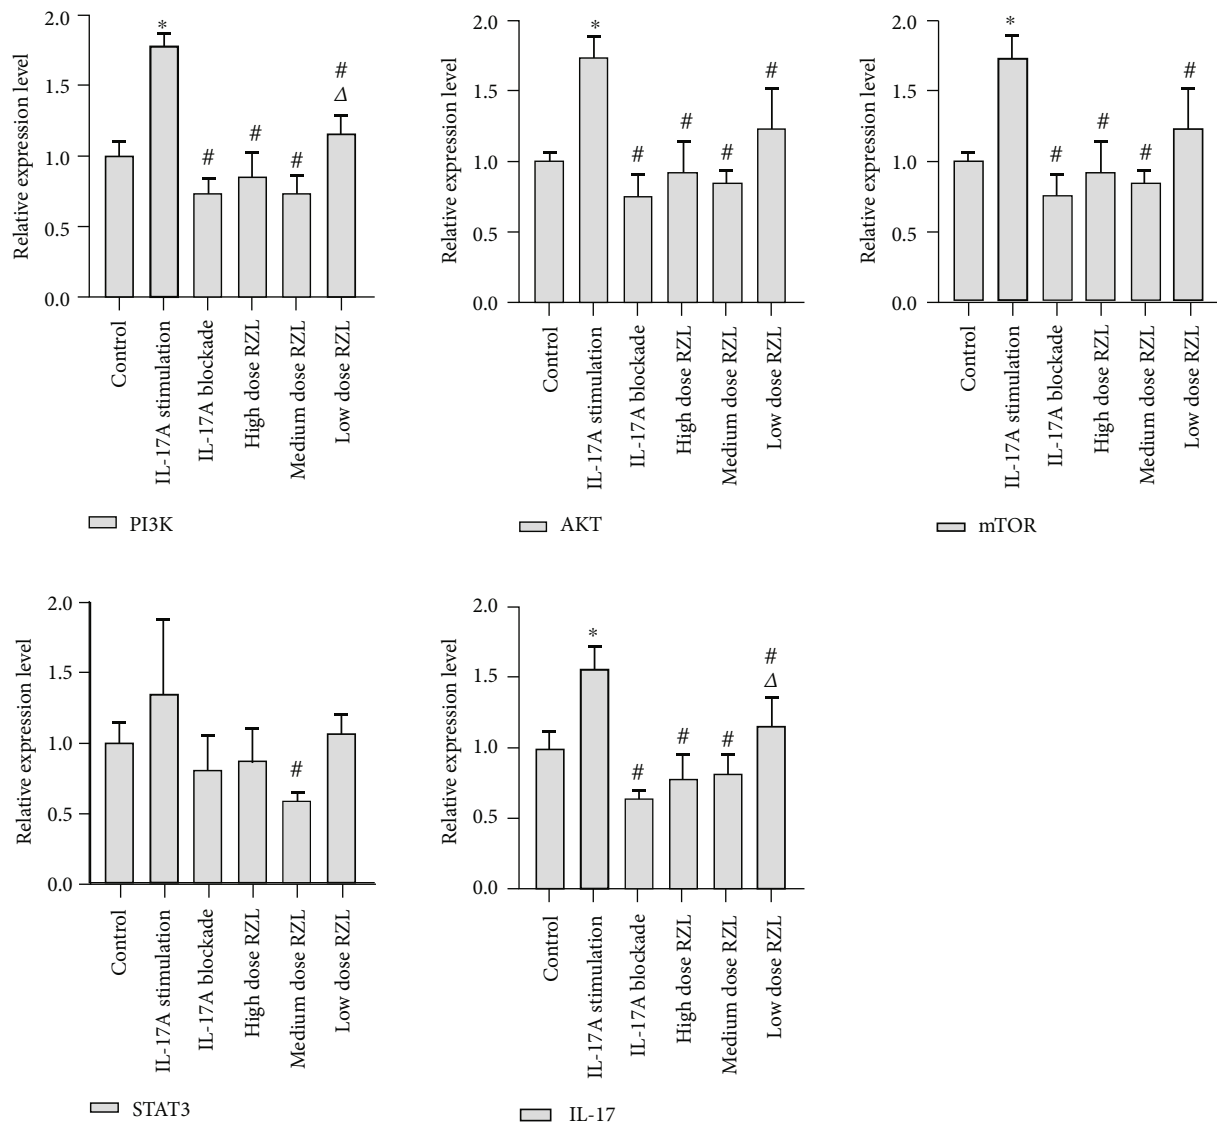 Relative expression level
2.0
1.5
1.0
0.5
0.0
*
#
#
#
#
Δ
Control
IL-17A stimulation
IL-17A blockade
High dose RZL
Medium dose RZL
Low dose RZL
PI3K
Relative expression level
2.0
1.5
1.0
0.5
0.0
*
#
#
#
#
Control
IL-17A stimulation
IL-17A blockade
High dose RZL
Medium dose RZL
Low dose RZL
AKT
Relative expression level
2.0
1.5
1.0
0.5
0.0
*
#
#
#
#
Control
IL-17A stimulation
IL-17A blockade
High dose RZL
Medium dose RZL
Low dose RZL
mTOR
Relative expression level
2.0
1.5
1.0
0.5
0.0
#
Control
IL-17A stimulation
IL-17A blockade
High dose RZL
Medium dose RZL
Low dose RZL
STAT3
Relative expression level
2.0
1.5
1.0
0.5
0.0
*
#
#
#
#
Δ
Control
IL-17A stimulation
IL-17A blockade
High dose RZL
Medium dose RZL
Low dose RZL
IL-17